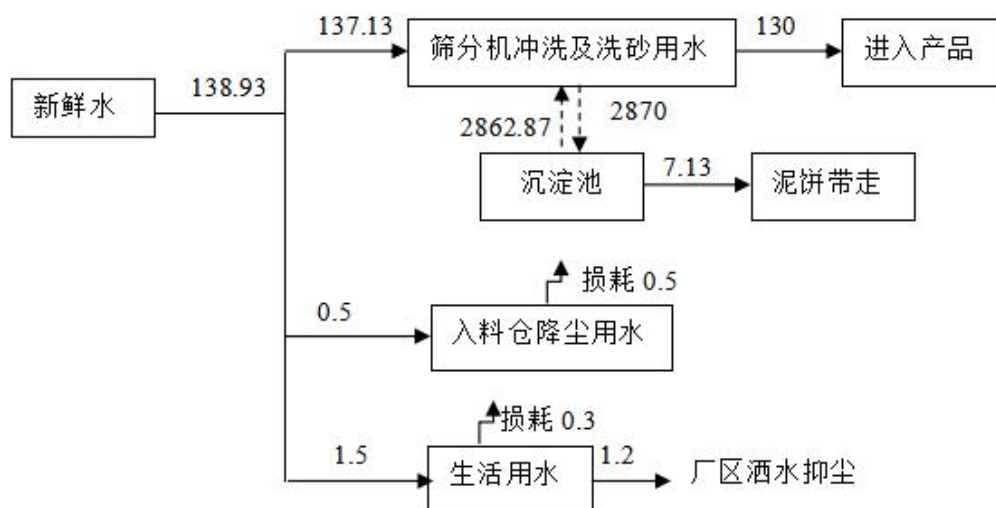 137.13
筛分机冲洗及洗砂用水
130
进入产品
新鲜水
138.93
2862.87
2870
沉淀池
7.13
泥饼带走
损耗 0.5
0.5
入料仓降尘用水
损耗 0.3
1.5
生活用水
1.2
厂区洒水抑尘